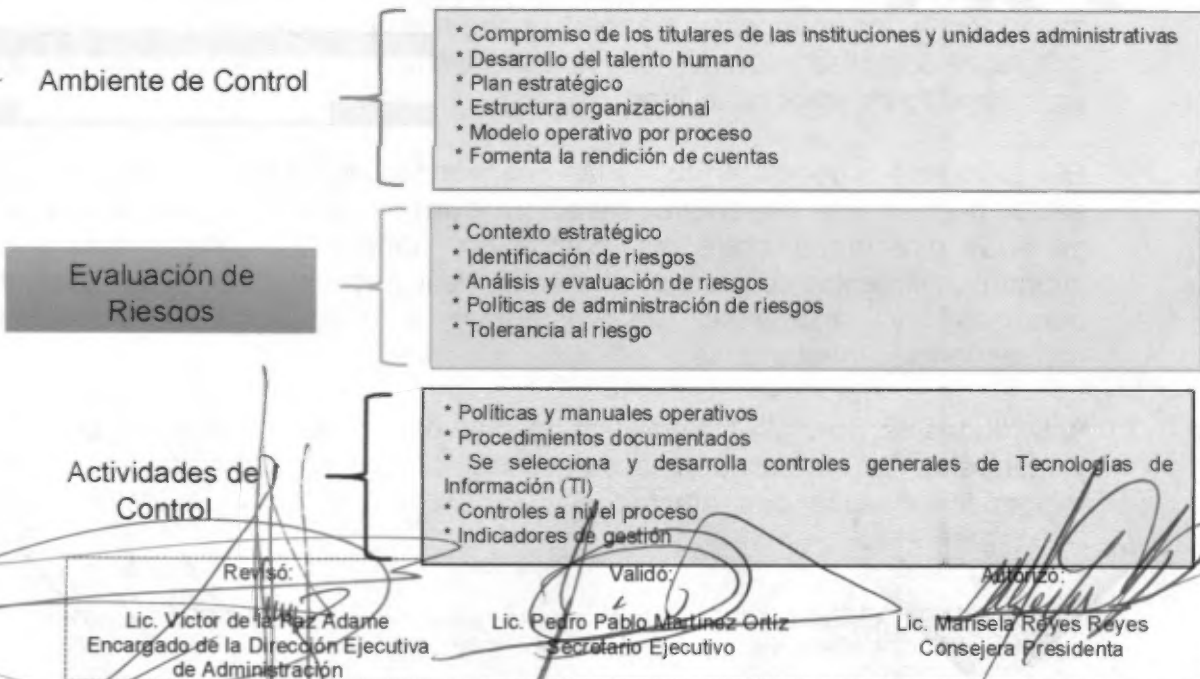 Ambiente de Control
* Compromiso de los titulares de las instituciones y unidades administrativas
* Desarrollo del talento humano
* Plan estratégico
* Estructura organizacional
* Modelo operativo por proceso
* Fomenta la rendición de cuentas
Evaluación de
Riesgos
* Contexto estratégico
* Identificación de riesgos
* Análisis y evaluación de riesgos
* Políticas de administración de riesgos
* Tolerancia al riesgo
Actividades de
Control
* Políticas y manuales operativos
* Procedimientos documentados
* Se selecciona y desarrolla controles generales de Tecnologías de
Información (TI)
* Controles a nivel proceso
* Indicadores de gestión
Revisó:
Lic. Víctor de la Paz Adame
Encargado de la Dirección Ejecutiva
de Administración
Validó:
Lic. Pedro Pablo Martínez Ortíz
Secretario Ejecutivo
Autorizó:
Lic. Marisela Reyes Reyes
Consejera Presidenta